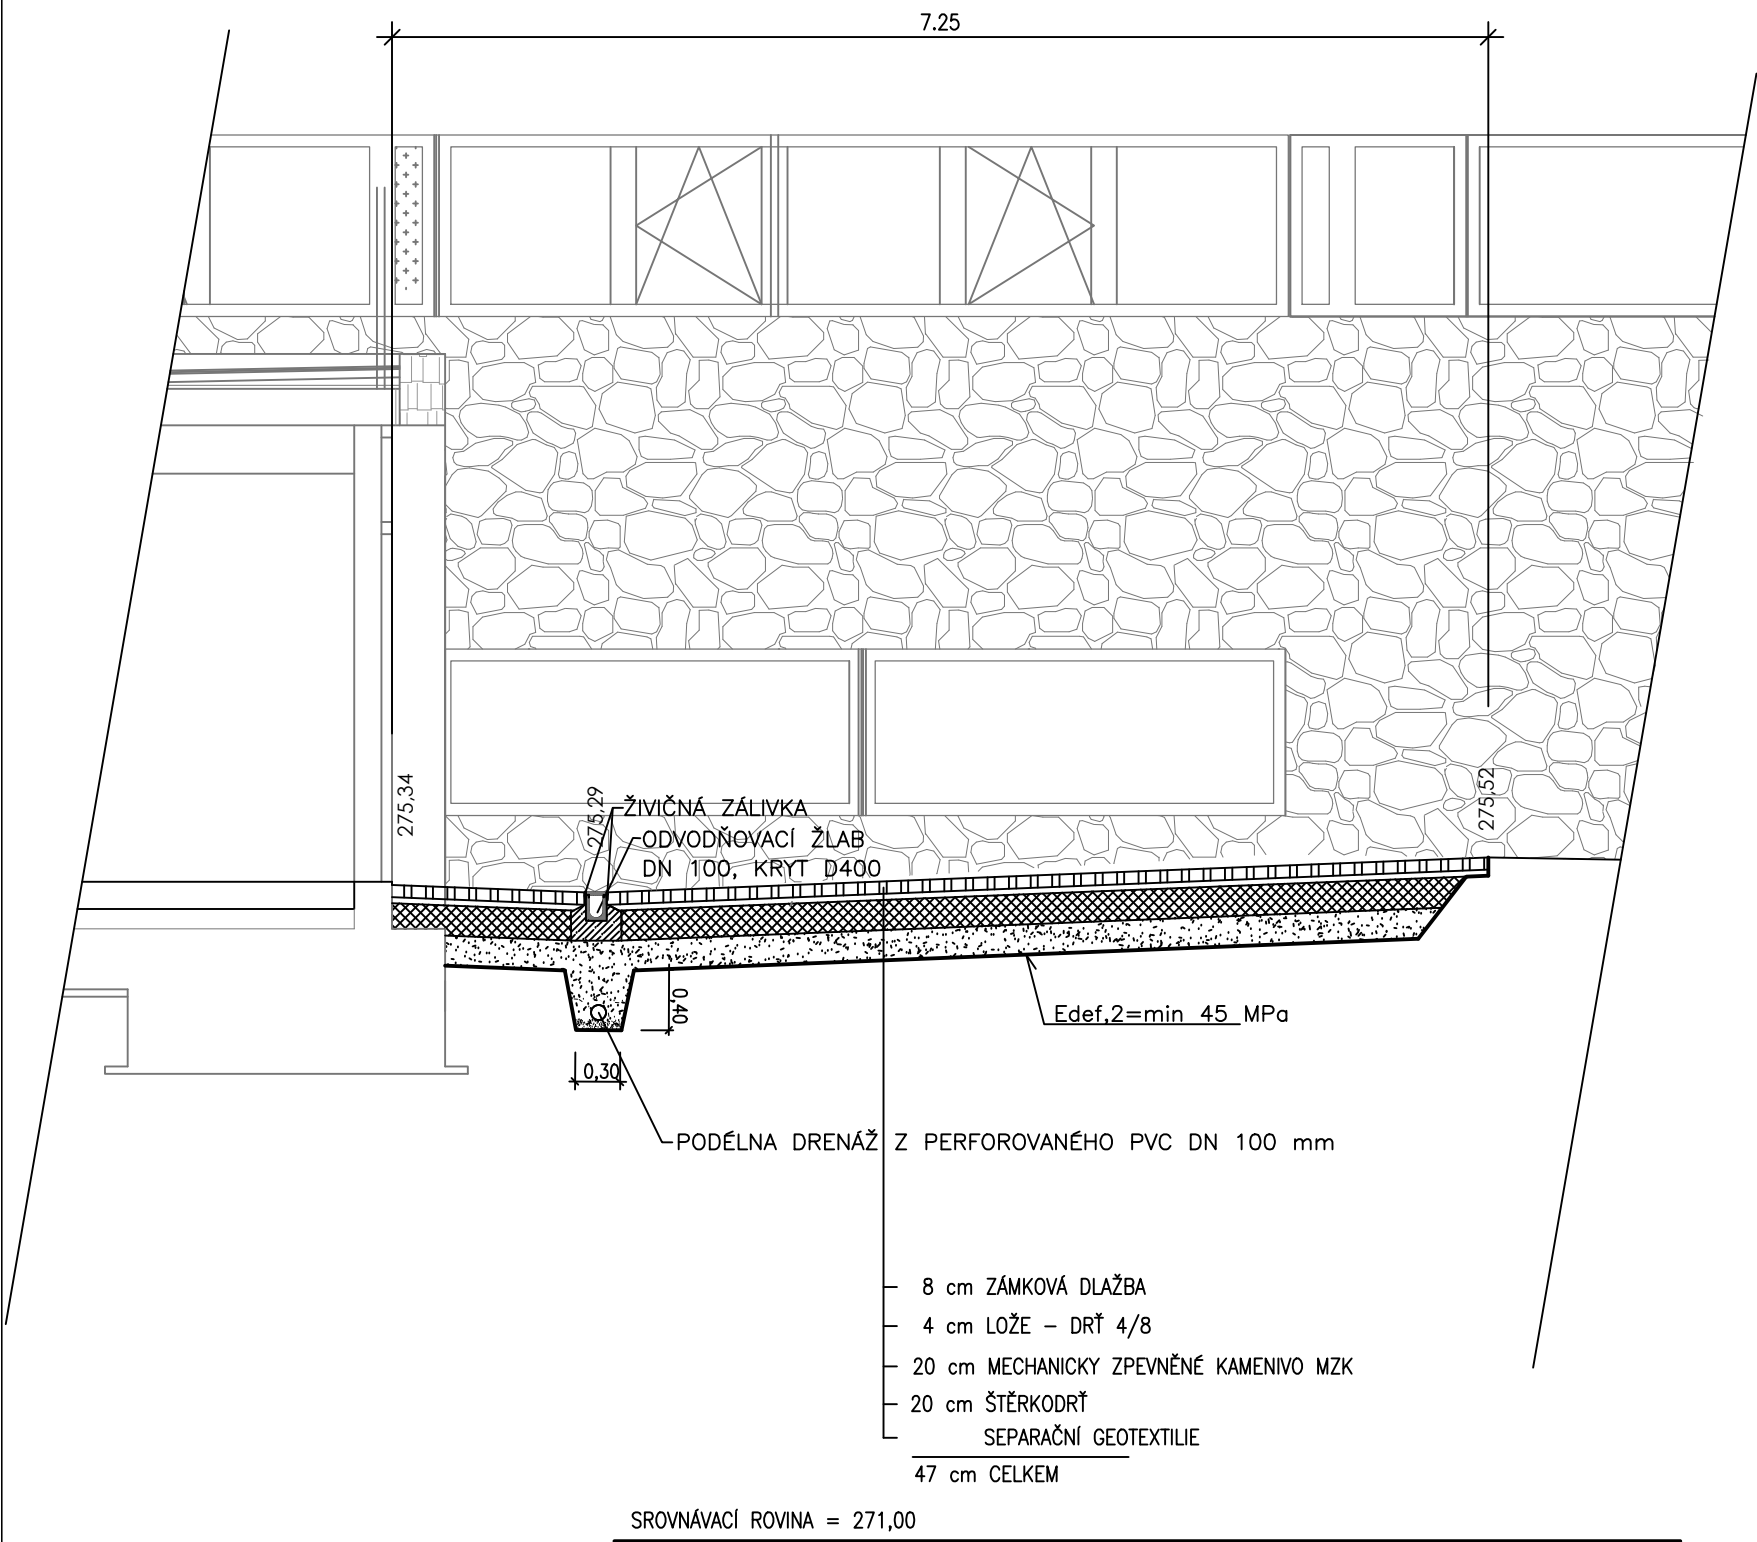 7.25
275,34
275,29
275,52
ŽIVIČNÁ ZÁLIVKA
ODVODŇOVACÍ ŽLAB
DN 100, KRYT D400
0,40
Edef,2=min 45 MPa
0,30
PODÉLNA DRENÁŽ Z PERFOROVANÉHO PVC DN 100 mm
8 cm ZÁMKOVÁ DLAŽBA
4 cm LOŽE – DRŤ 4/8
20 cm MECHANICKY ZPEVNĚNÉ KAMENIVO MZK
20 cm ŠTĚRKODRŤ
SEPARAČNÍ GEOTEXTILIE
47 cm CELKEM
SROVNÁVACÍ ROVINA = 271,00